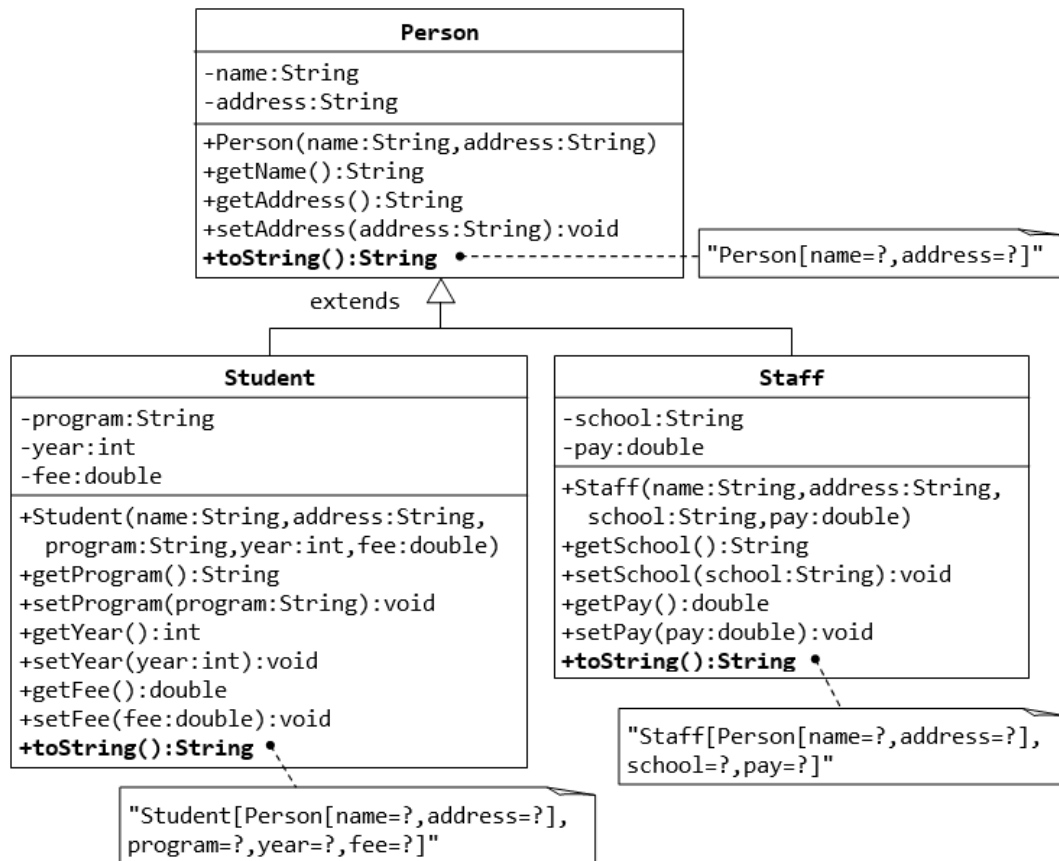 Person
-name:String
-address:String
+Person(name:String,address:String)
+getName():String
+getAddress():String
+setAddress(address:String):void
+toString():String
"Person[name=?,address=?]"
extends
Student
-program:String
-year:int
-fee:double
+Student(name:String,address:String,
program:String,year:int,fee:double)
+getProgram():String
+setProgram(program:String):void
+getYear():int
+setYear(year:int):void
+getFee():double
+setFee(fee:double):void
+toString():String
"Student[Person[name=?,address=?],
program=?,year=?,fee=?]"
Staff
-school:String
-pay:double
+Staff(name:String,address:String,
school:String,pay:double)
+getSchool():String
+setSchool(school:String):void
+getPay():double
+setPay(pay:double):void
+toString():String
"Staff[Person[name=?,address=?],
school=?,pay=?]"